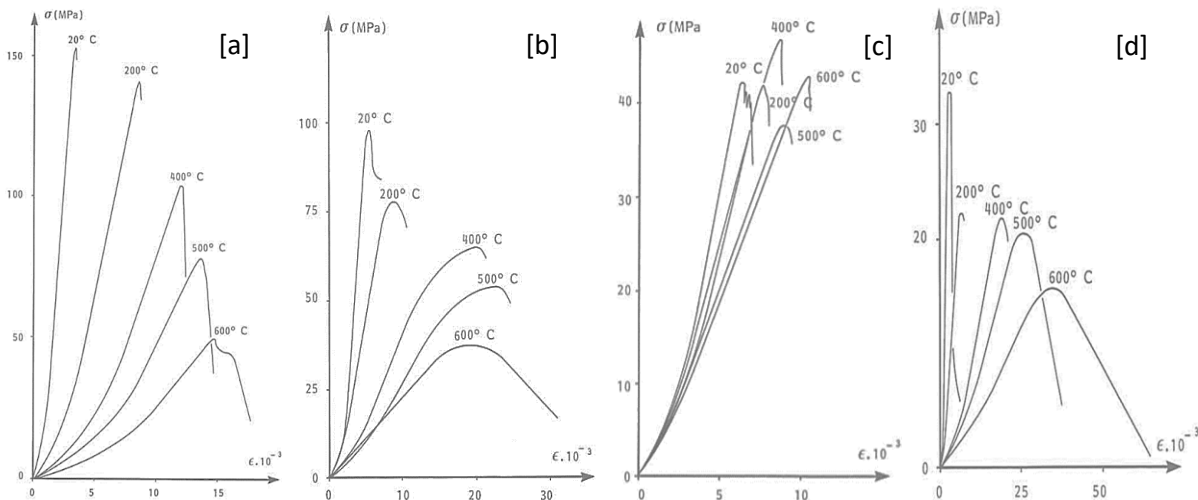 σ(MPa)
[a]
150
100
50
0
20° C
200° C
400° C
500° C
600° C
0
5
10
15
ϵ.10⁻³
σ(MPa)
[b]
100
75
50
25
0
20° C
200° C
400° C
500° C
600° C
0
10
20
30
ϵ.10⁻³
σ(MPa
[c]
40
30
20
10
0
400° C
20° C
600° C
200° C
500° C
0
5
10
ϵ.10⁻³
σ(MPa)
[d]
30
20
10
0
20° C
200° C
400° C
500° C
600° C
0
25
50
ϵ.10⁻³